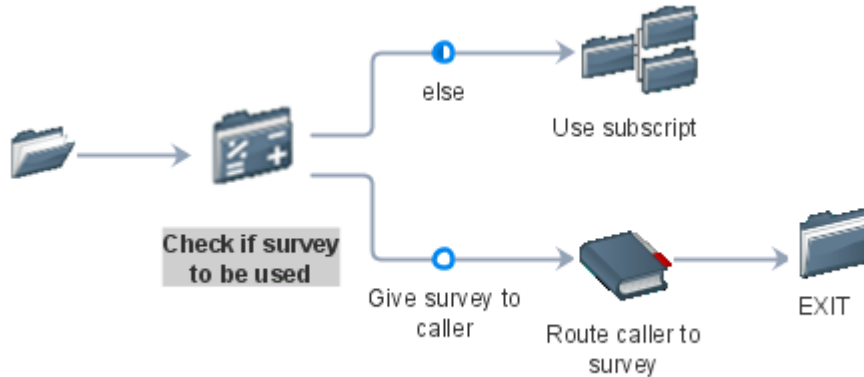 else
Use subscript
Check if survey
to be used
Give survey to
caller
Route caller to
survey
EXIT